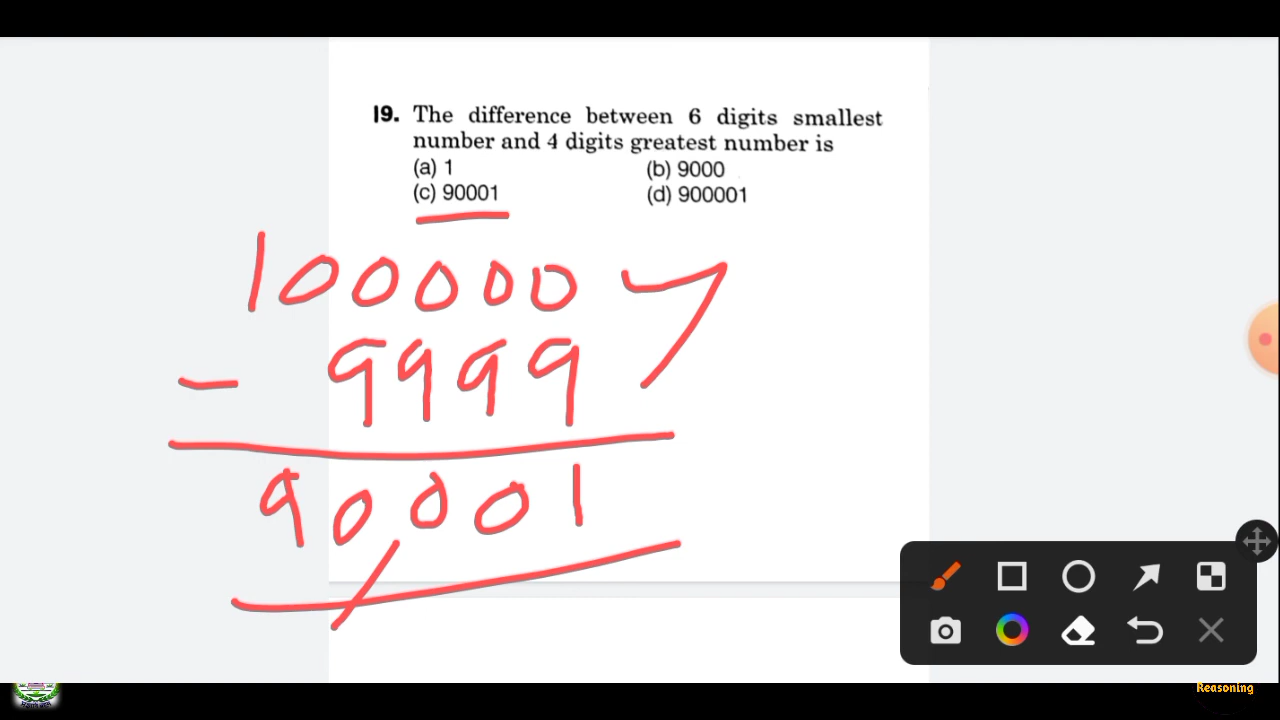 19. The difference between 6 digits smallest
number and 4 digits greatest number is
(a) 1 (b) 9000
(c) 90001 (d) 900001
100000
- 9999
90001
Reasoning